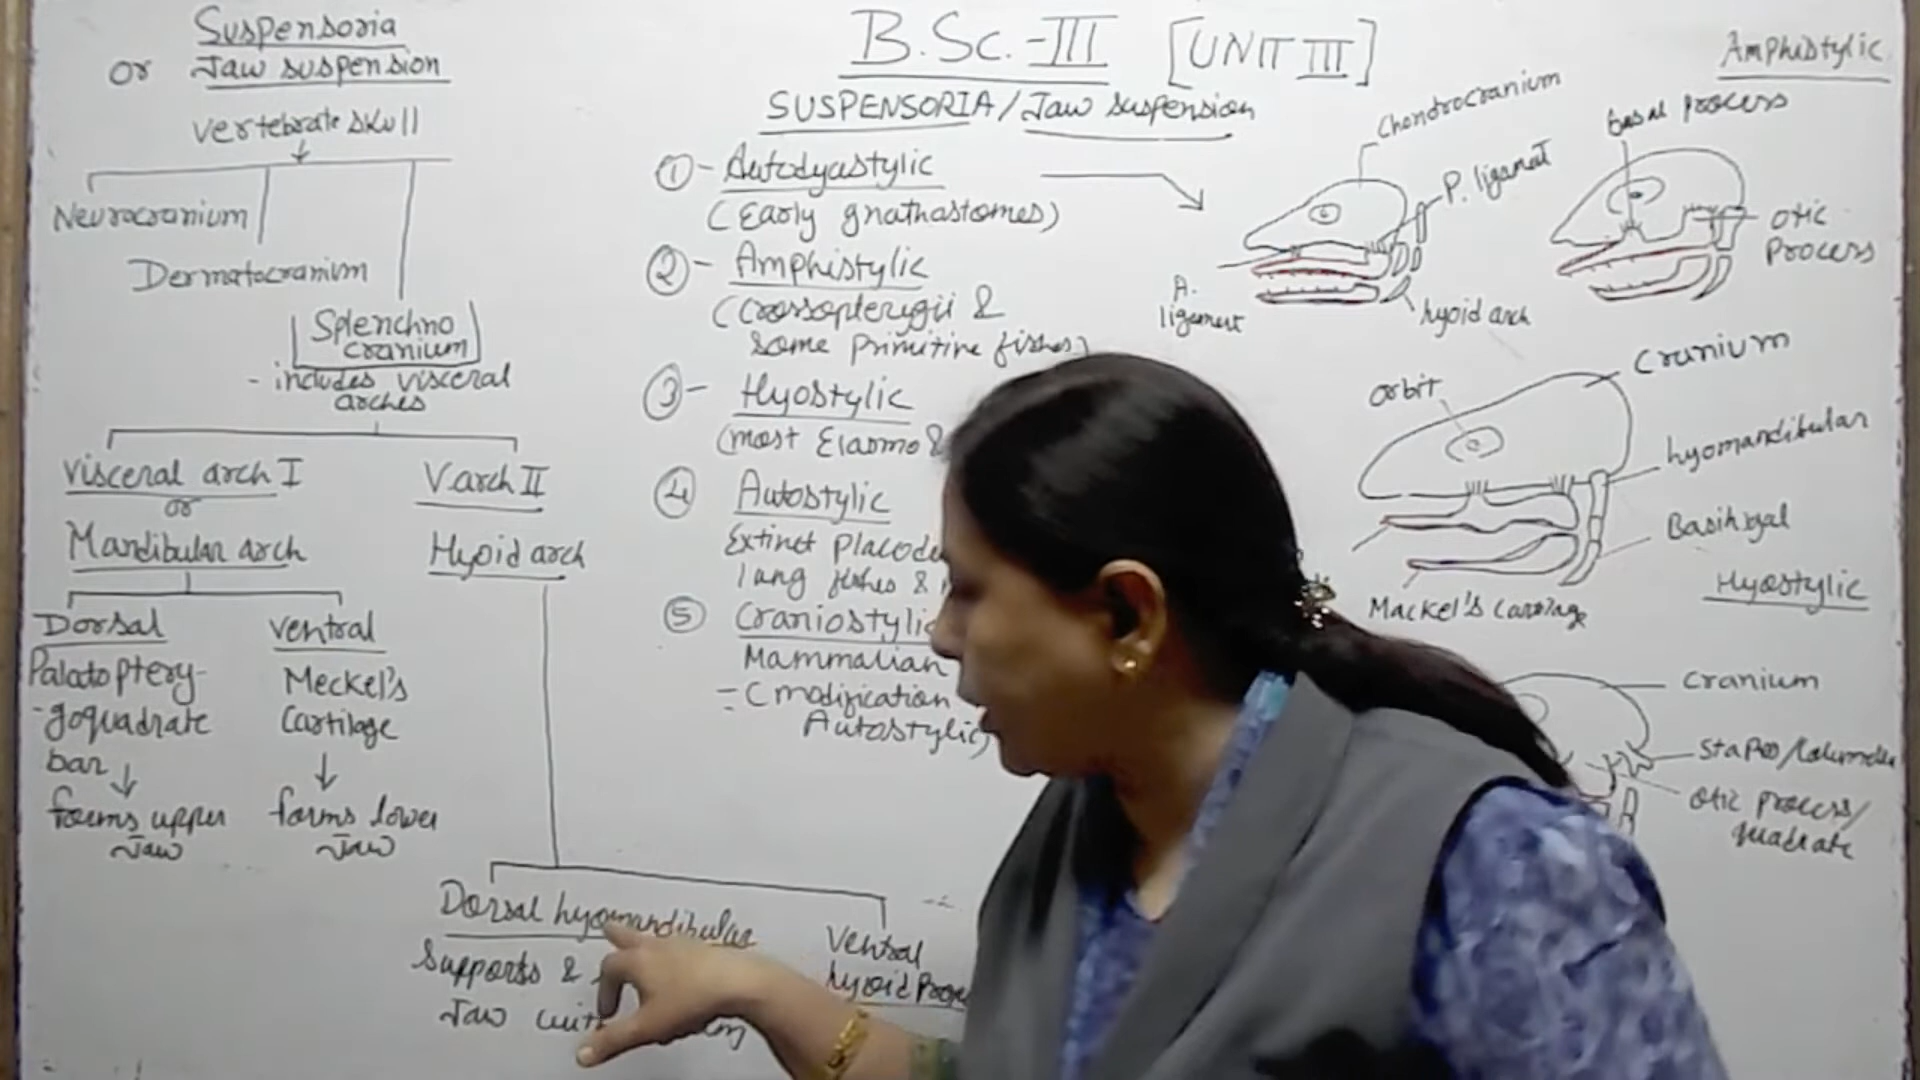 Suspensoria
or Jaw suspension
Vertebrate skull
Neurocranium
Dermatocranium
Splenchno
cranium
- includes visceral
arches
Visceral arch I
or
Mandibular arch
V.arch II
Hyoid arch
Dorsal
Palatoptery-
-goquadrate
bar
forms upper
Jaw
Ventral
Meckel's
Cartilage
forms lower
Jaw
Dorsal hyomandibular
Supports &
Jaw
Ventral
hyoid
B.Sc.-III [UNIT III]
SUSPENSORIA/Jaw suspension
① - Autodyastylic
(Early gnathastomes)
② - Amphistylic
(Crossopterygii &
some primitive fishes)
③ - Hyostylic
(most Elasmo &
④ Autostylic
Extinct
lung fishes &
⑤ Craniostylic
Mammalian
= (modification
Autostylic)
Chondrocranium
P. ligament
A.
ligament
hyoid arch
Amphistylic
Basal process
otic
process
Cranium
orbit
hyomandibular
Basihyal
Mackel's Cartilage
Hyostylic
Cranium
otic process/
quadrate